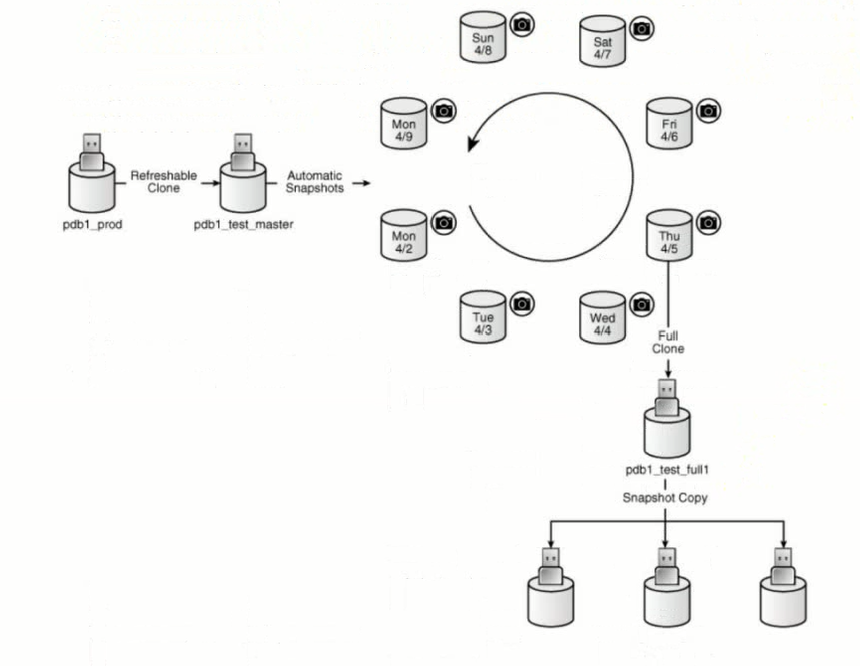 Sun
4/8
Sat
4/7
Mon
4/9
Fri
4/6
Refreshable
Clone
Automatic
Snapshots
pdb1_prod
pdb1_test_master
Mon
4/2
Thu
4/5
Tue
4/3
Wed
4/4
Full
Clone
pdb1_test_full1
Snapshot Copy